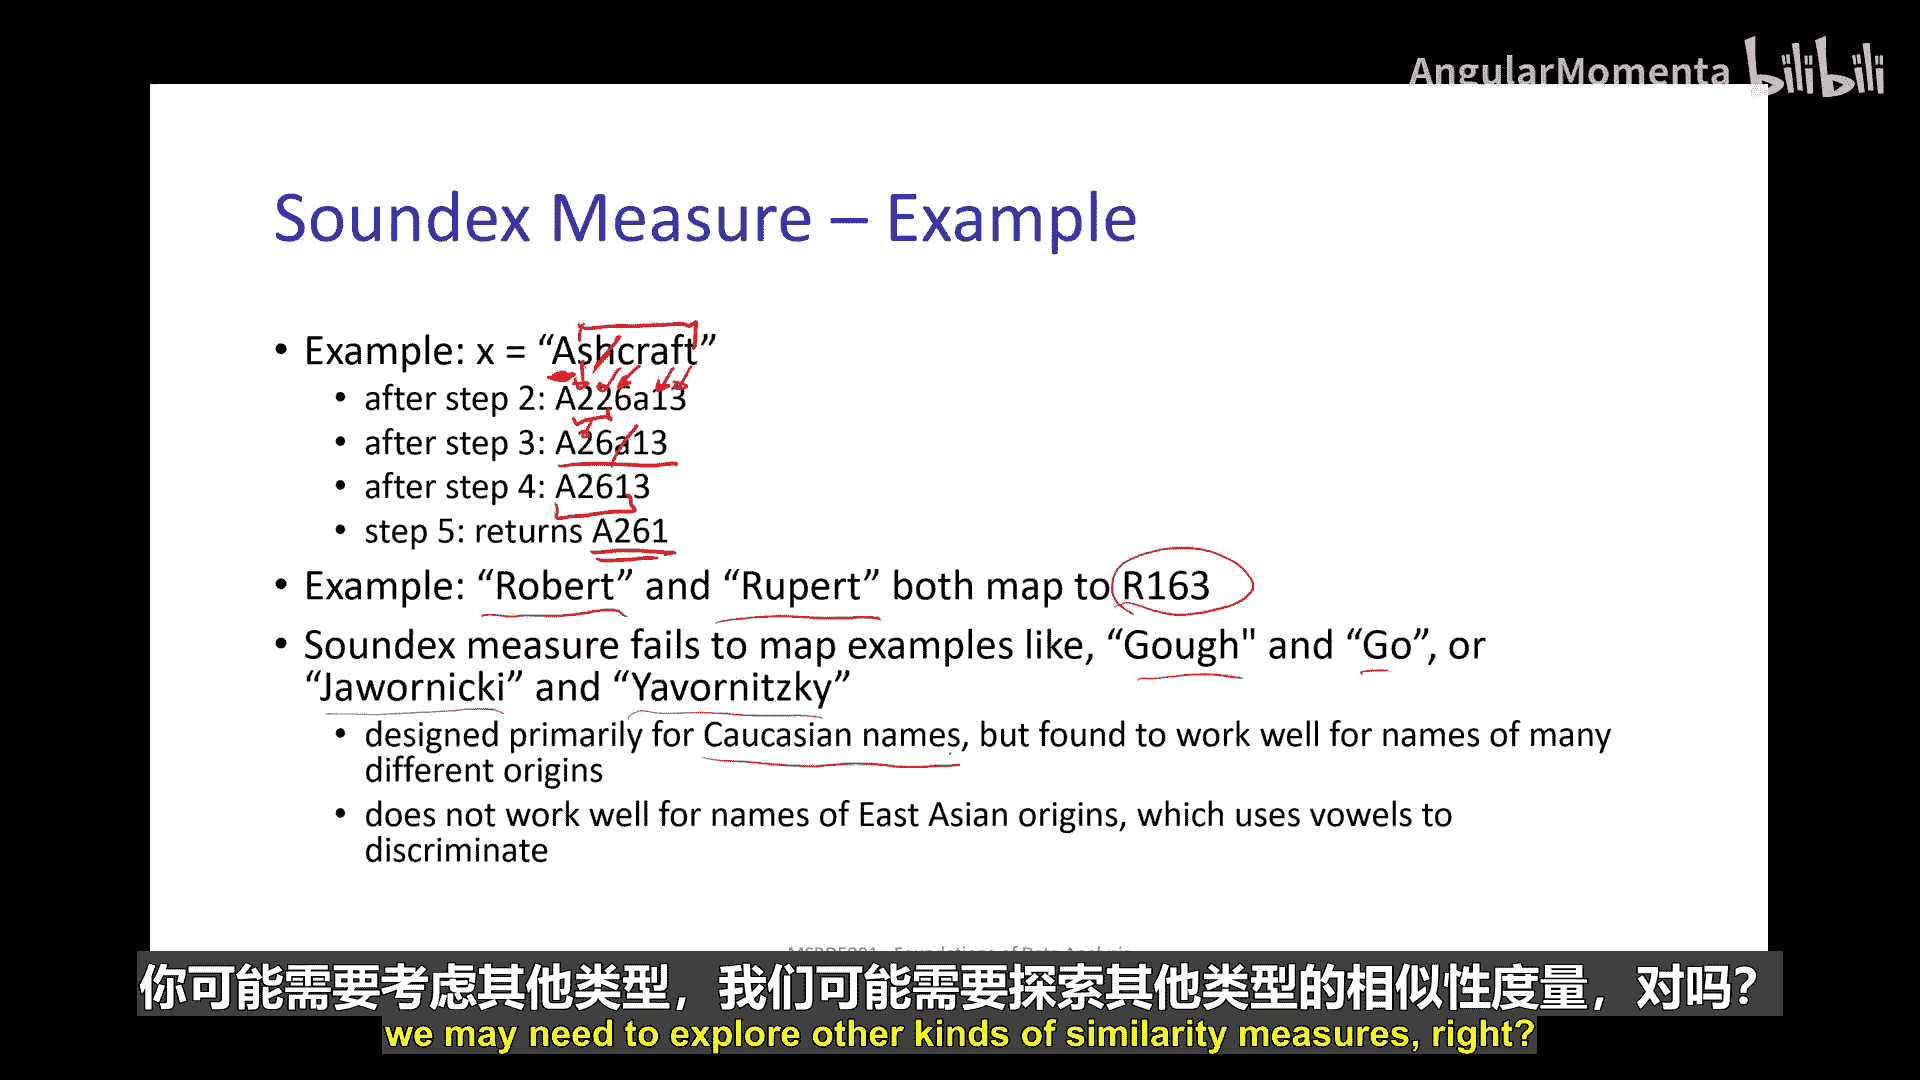 AngularMomenta bilibili
Soundex Measure – Example
• Example: x = “Ashcraft”
• after step 2: A226a13
• after step 3: A26a13
• after step 4: A2613
• step 5: returns A261
• Example: “Robert” and “Rupert” both map to R163
• Soundex measure fails to map examples like, “Gough" and “Go”, or
“Jawornicki” and “Yavornitzky”
• designed primarily for Caucasian names, but found to work well for names of many
different origins
• does not work well for names of East Asian origins, which uses vowels to
discriminate
你可能需要考虑其他类型，我们可能需要探索其他类型的相似性度量，对吗？
we may need to explore other kinds of similarity measures, right?